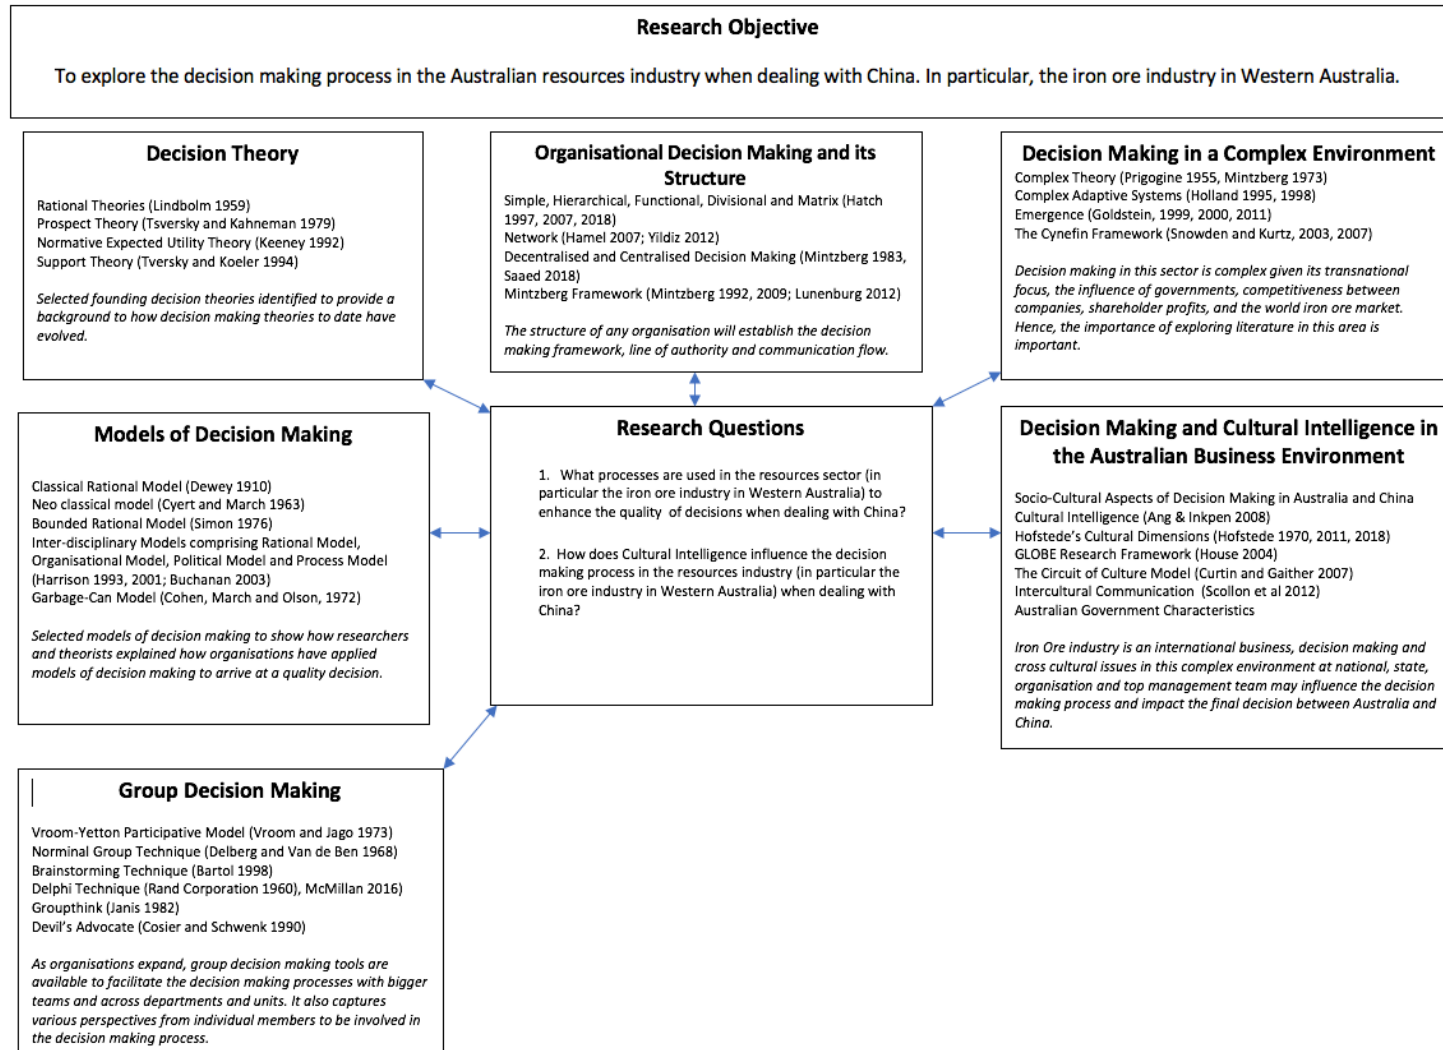 Research Objective
To explore the decision making process in the Australian resources industry when dealing with China. In particular, the iron ore industry in Western Australia.
Decision Theory
Rational Theories (Lindbolm 1959)
Prospect Theory (Tsversky and Kahneman 1979)
Normative Expected Utility Theory (Keeney 1992)
Support Theory (Tversky and Koeler 1994)
Selected founding decision theories identified to provide a
background to how decision making theories to date have
evolved.
Organisational Decision Making and its
Structure
Simple, Hierarchical, Functional, Divisional and Matrix (Hatch
1997, 2007, 2018)
Network (Hamel 2007; Yildiz 2012)
Decentralised and Centralised Decision Making (Mintzberg 1983,
Saaed 2018)
Mintzberg Framework (Mintzberg 1992, 2009; Lunenburg 2012)
The structure of any organisation will establish the decision
making framework, line of authority and communication flow.
Decision Making in a Complex Environment
Complex Theory (Prigogine 1955, Mintzberg 1973)
Complex Adaptive Systems (Holland 1995, 1998)
Emergence (Goldstein, 1999, 2000, 2011)
The Cynefin Framework (Snowden and Kurtz, 2003, 2007)
Decision making in this sector is complex given its transnational
focus, the influence of governments, competitiveness between
companies, shareholder profits, and the world iron ore market.
Hence, the importance of exploring literature in this area is
important.
Models of Decision Making
Classical Rational Model (Dewey 1910)
Neo classical model (Cyert and March 1963)
Bounded Rational Model (Simon 1976)
Inter-disciplinary Models comprising Rational Model,
Organisational Model, Political Model and Process Model
(Harrison 1993, 2001; Buchanan 2003)
Garbage-Can Model (Cohen, March and Olson, 1972)
Selected models of decision making to show how researchers
and theorists explained how organisations have applied
models of decision making to arrive at a quality decision.
Research Questions
1. What processes are used in the resources sector (in
particular the iron ore industry in Western Australia) to
enhance the quality of decisions when dealing with China?
2. How does Cultural Intelligence influence the decision
making process in the resources industry (in particular the
iron ore industry in Western Australia) when dealing with
China?
Decision Making and Cultural Intelligence in
the Australian Business Environment
Socio-Cultural Aspects of Decision Making in Australia and China
Cultural Intelligence (Ang & Inkpen 2008)
Hofstede's Cultural Dimensions (Hofstede 1970, 2011, 2018)
GLOBE Research Framework (House 2004)
The Circuit of Culture Model (Curtin and Gaither 2007)
Intercultural Communication (Scollon et al 2012)
Australian Government Characteristics
Iron Ore industry is an international business, decision making and
cross cultural issues in this complex environment at national, state,
organisation and top management team may influence the decision
making process and impact the final decision between Australia and
China.
Group Decision Making
Vroom-Yetton Participative Model (Vroom and Jago 1973)
Norminal Group Technique (Delberg and Van de Ben 1968)
Brainstorming Technique (Bartol 1998)
Delphi Technique (Rand Corporation 1960), McMillan 2016)
Groupthink (Janis 1982)
Devil's Advocate (Cosier and Schwenk 1990)
As organisations expand, group decision making tools are
available to facilitate the decision making processes with bigger
teams and across departments and units. It also captures
various perspectives from individual members to be involved in
the decision making process.